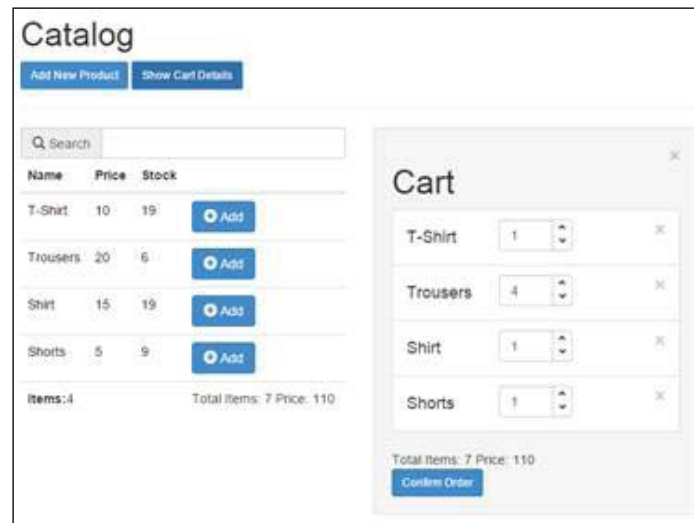 Catalog
Add New Product Show Cart Details
Search
Name Price Stock
T-Shirt 10 19 Add
Trousers 20 6 Add
Shirt 15 19 Add
Shorts 5 9 Add
Items:4 Total Items: 7 Price: 110
Cart
T-Shirt 1
Trousers 4
Shirt 1
Shorts 1
Total Items: 7 Price: 110
Confirm Order